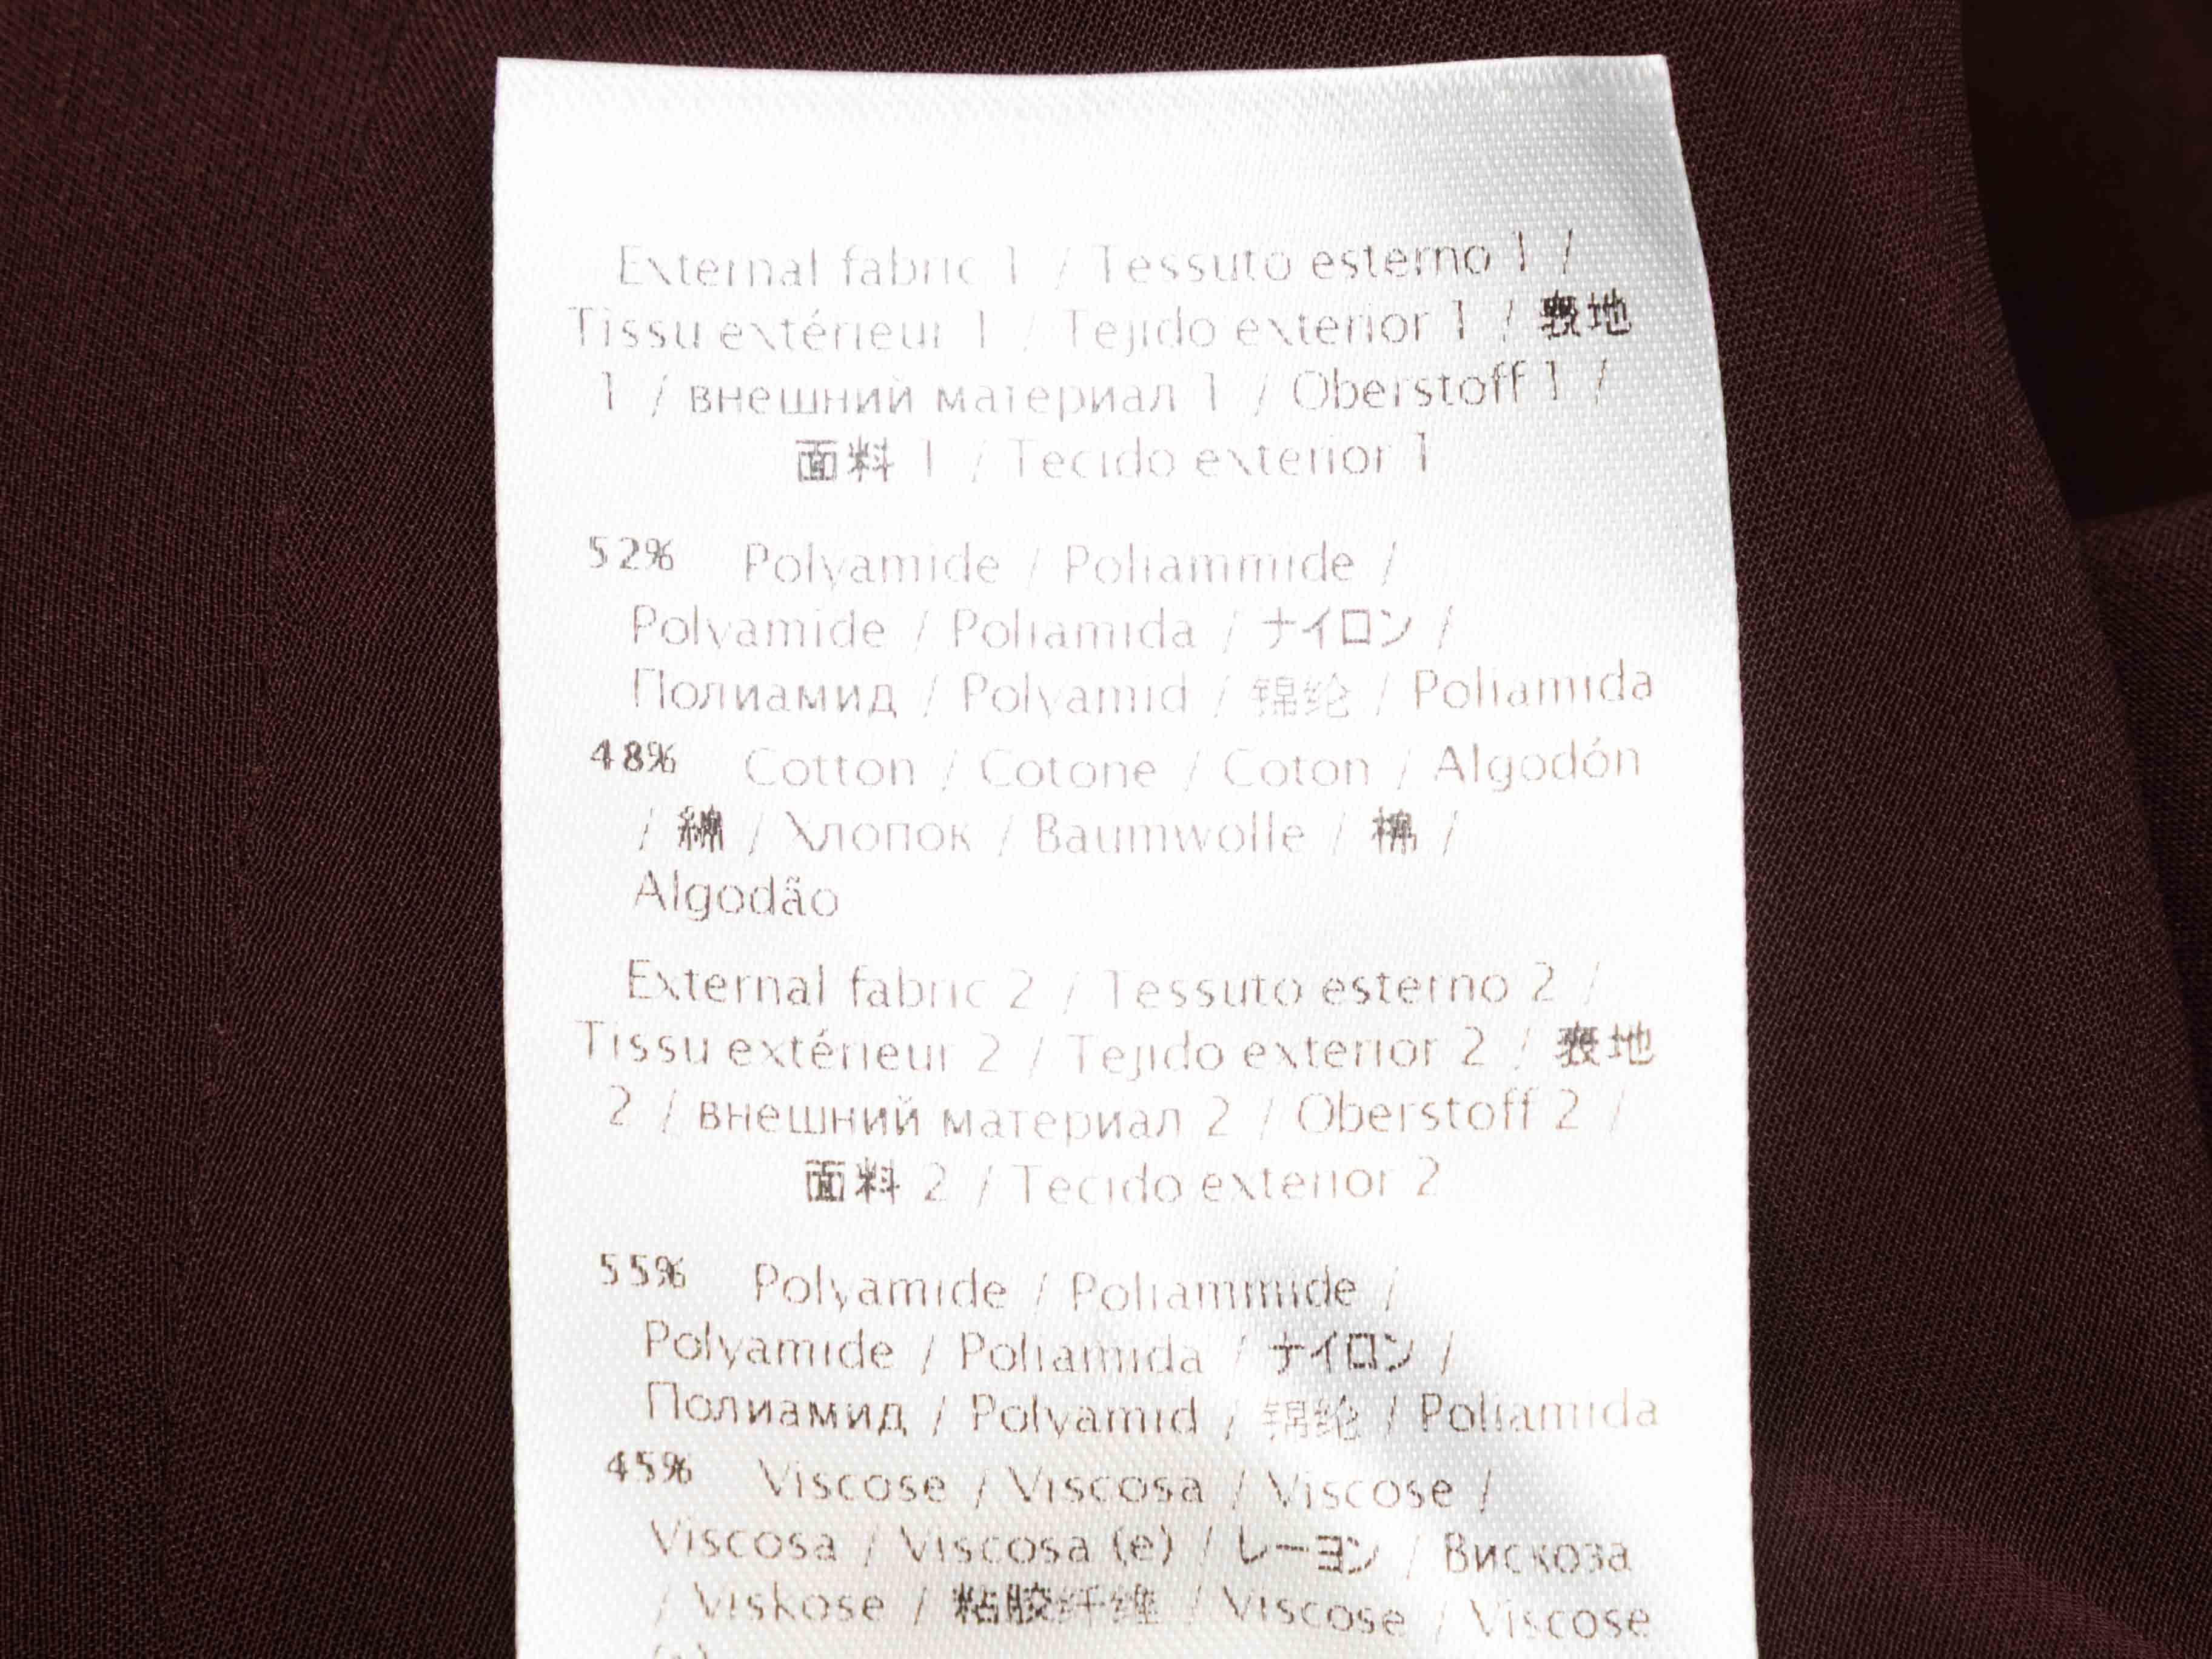 External fabric 1 / Tessuto esterno 1 /
Tissu extérieur 1 / Tejido exterior 1 / 表地
1 / внешний материал 1 / Oberstoff 1 /
面料 1 / Tecido exterior 1
52% Polyamide / Poliammide /
Polyamide / Poliamida / ナイロン /
Полиамид / Polyamid / 锦纶 / Poliamida
48% Cotton / Cotone / Coton / Algodón
/ 綿 / Хлопок / Baumwolle / 棉 /
Algodão
External fabric 2 / Tessuto esterno 2 /
Tissu extérieur 2 / Tejido exterior 2 / 表地
2 / внешний материал 2 / Oberstoff 2 /
面料 2 / Tecido exterior 2
55% Polyamide / Poliammide /
Polyamide / Poliamida / ナイロン /
Полиамид / Polyamid / 锦纶 / Poliamida
45% Viscose / Viscosa / Viscose /
Viscosa / Viscosa (e) / レーヨン / Вискоза
/ Viskose / 粘胶纤维 / Viscose / Viscose